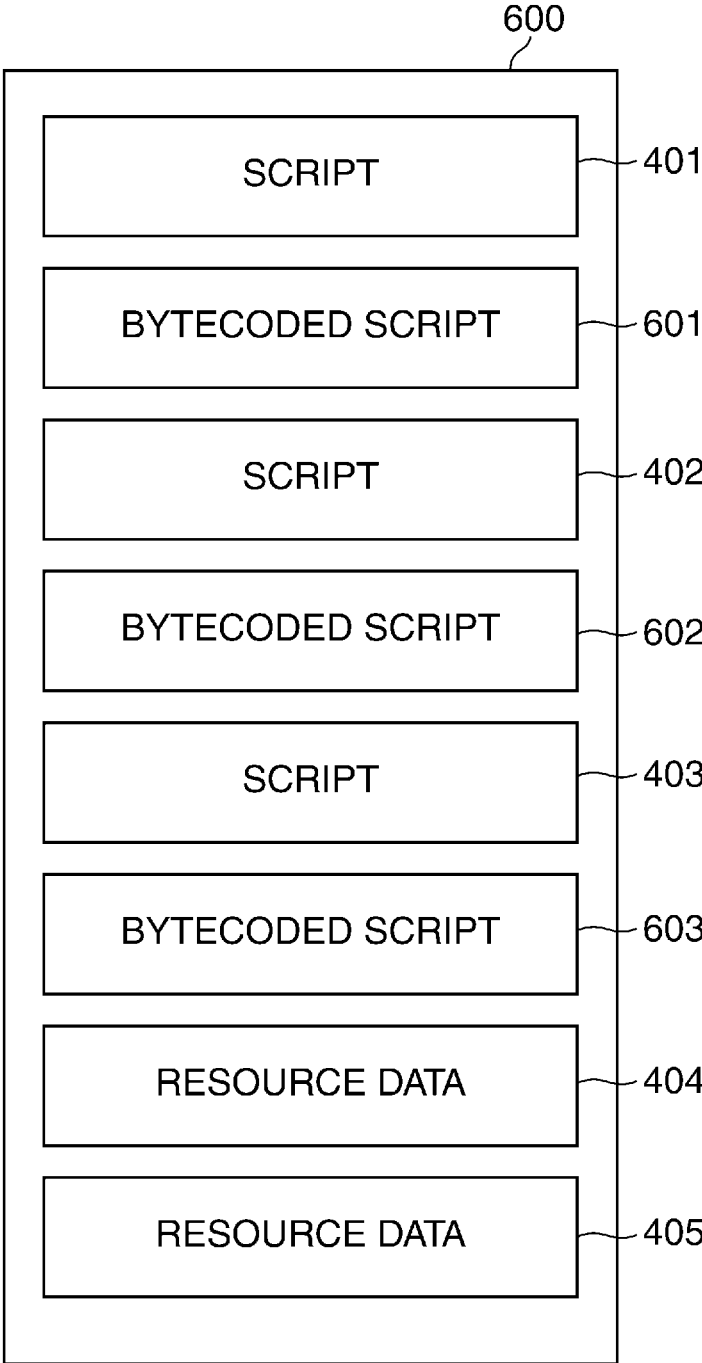 600
SCRIPT 401
BYTECODED SCRIPT 601
SCRIPT 402
BYTECODED SCRIPT 602
SCRIPT 403
BYTECODED SCRIPT 603
RESOURCE DATA 404
RESOURCE DATA 405